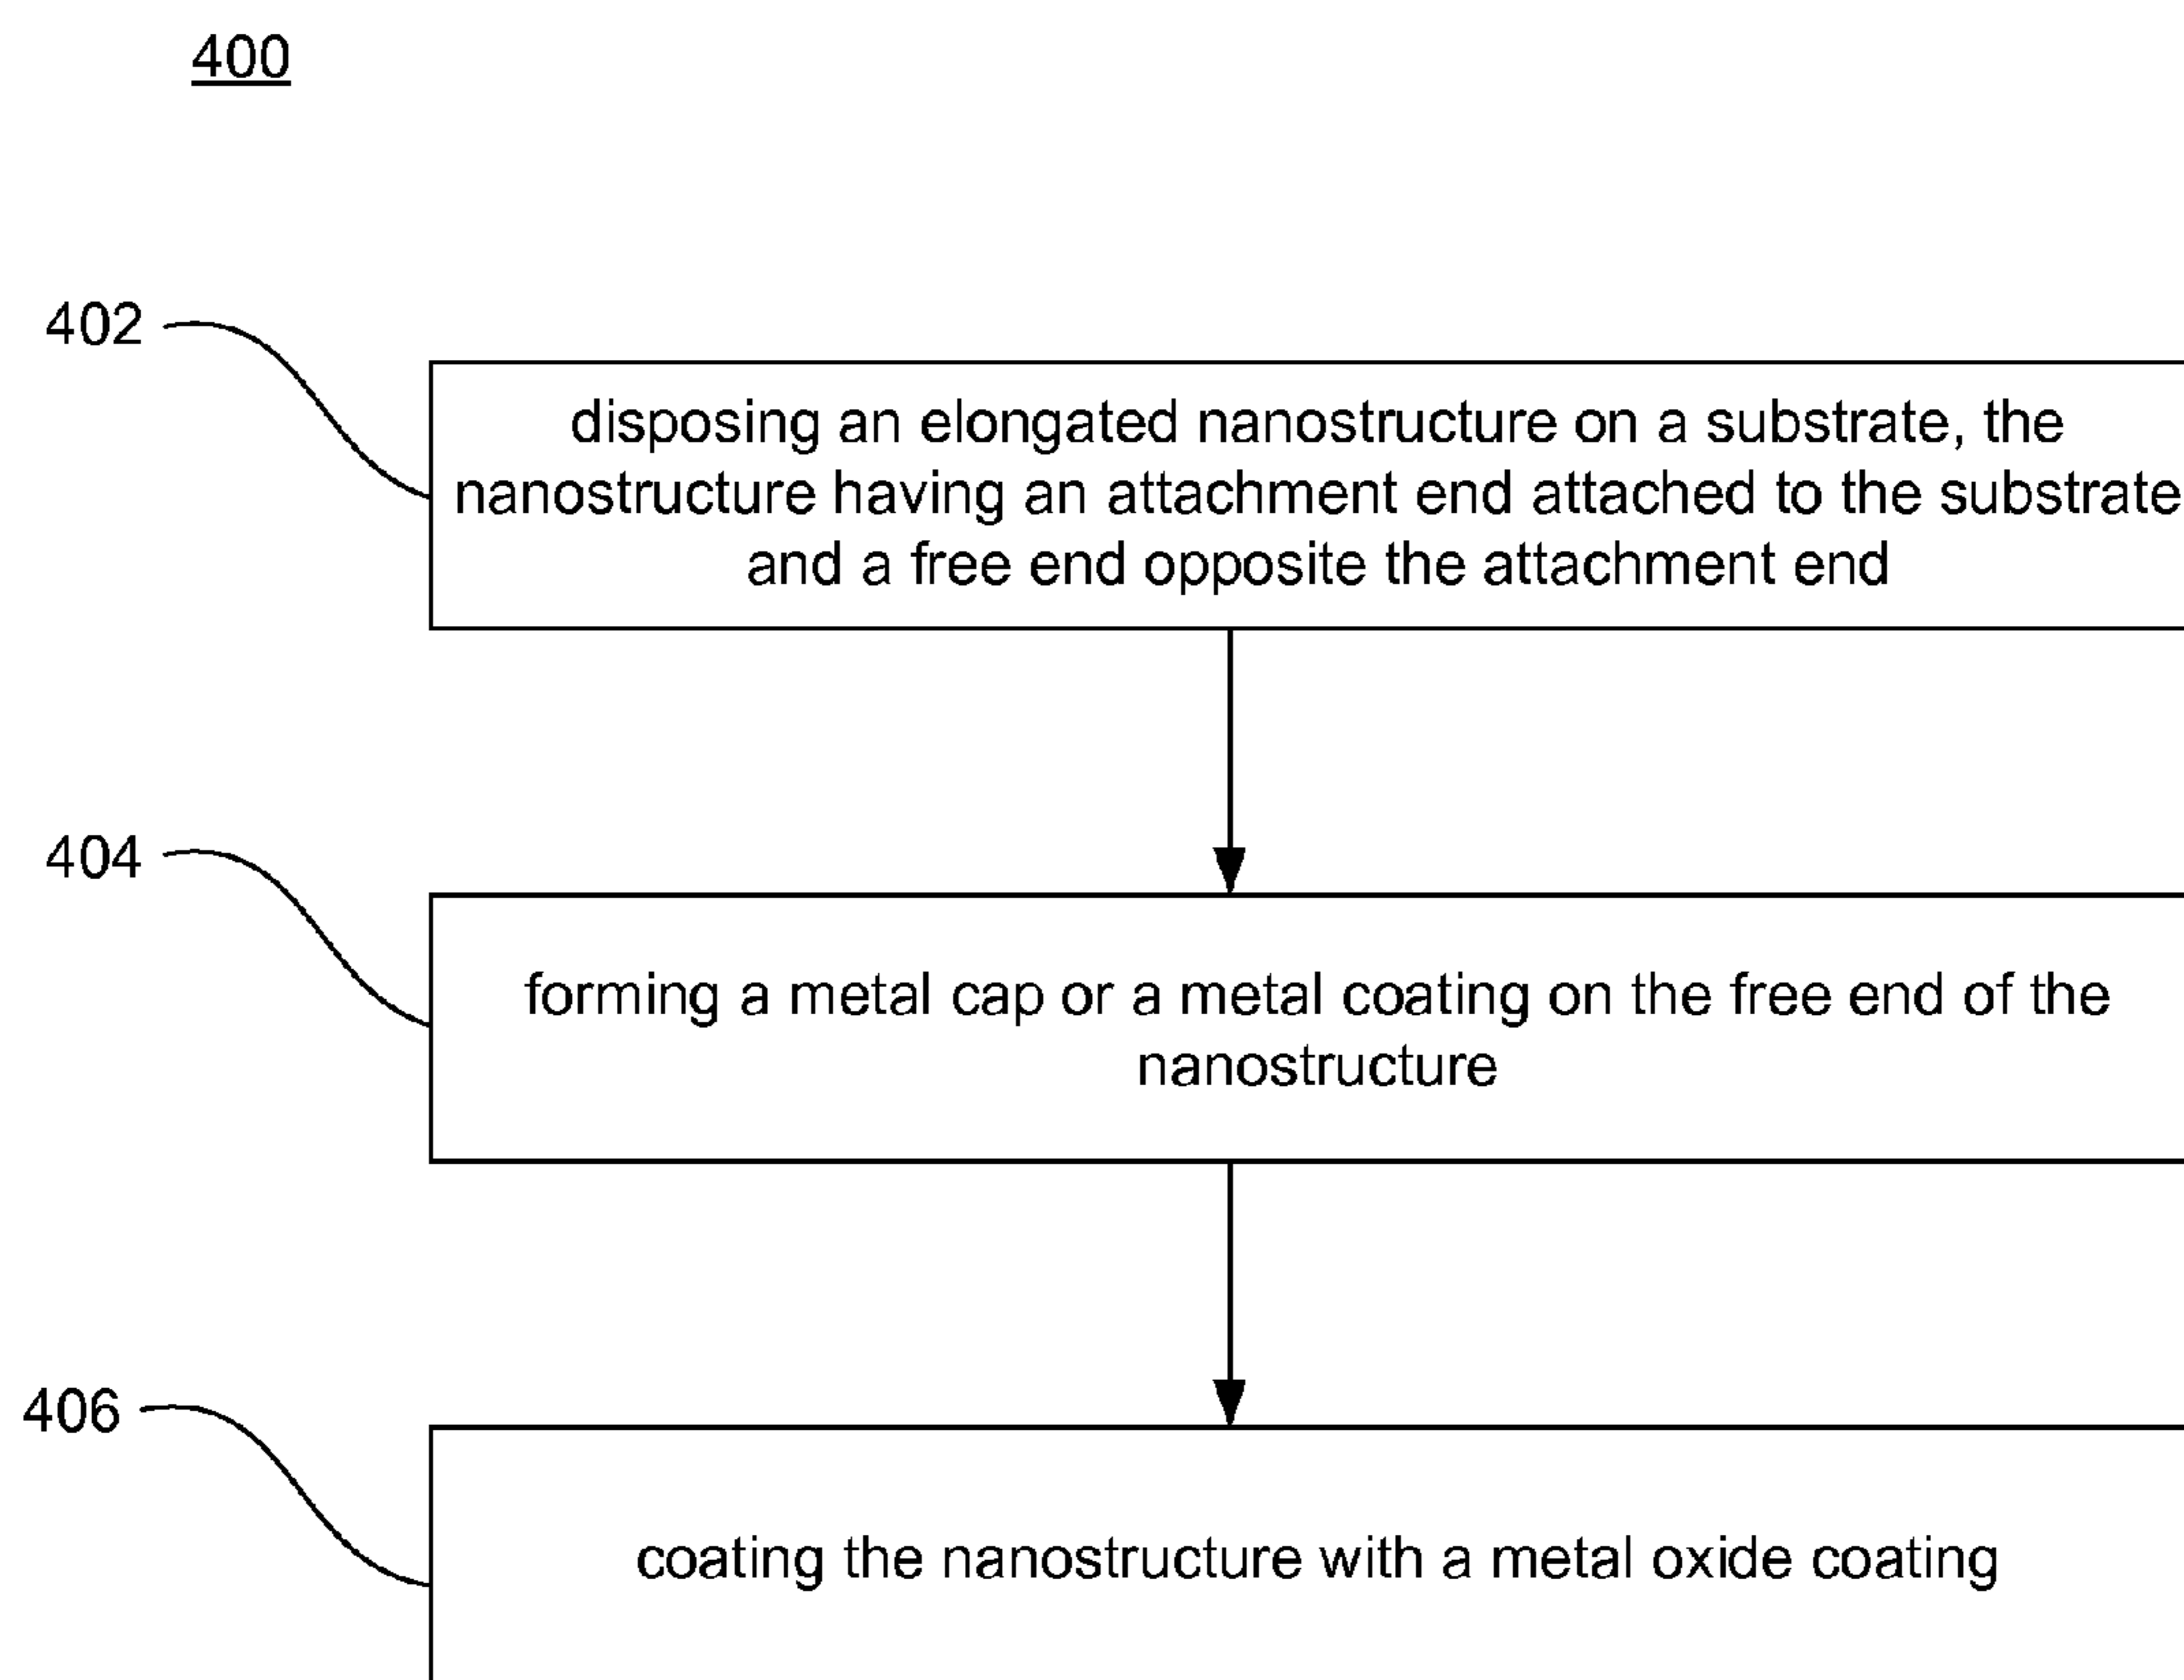 400
402
disposing an elongated nanostructure on a substrate, the
nanostructure having an attachment end attached to the substrate
and a free end opposite the attachment end
404
forming a metal cap or a metal coating on the free end of the
nanostructure
406
coating the nanostructure with a metal oxide coating